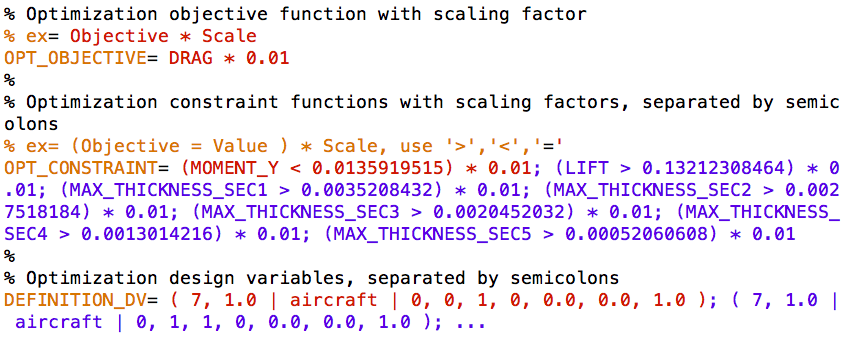 % Optimization objective function with scaling factor
% ex= Objective * Scale
OPT_OBJECTIVE= DRAG * 0.01
%
% Optimization constraint functions with scaling factors, separated by semic
olons
% ex= (Objective = Value ) * Scale, use '>','<','='
OPT_CONSTRAINT= (MOMENT_Y < 0.0135919515) * 0.01; (LIFT > 0.13212308464) * 0
.01; (MAX_THICKNESS_SEC1 > 0.0035208432) * 0.01; (MAX_THICKNESS_SEC2 > 0.002
7518184) * 0.01; (MAX_THICKNESS_SEC3 > 0.0020452032) * 0.01; (MAX_THICKNESS_
SEC4 > 0.0013014216) * 0.01; (MAX_THICKNESS_SEC5 > 0.00052060608) * 0.01
%
% Optimization design variables, separated by semicolons
DEFINITION_DV= ( 7, 1.0 | aircraft | 0, 0, 1, 0, 0.0, 0.0, 1.0 ); ( 7, 1.0 |
 aircraft | 0, 1, 1, 0, 0.0, 0.0, 1.0 ); ...